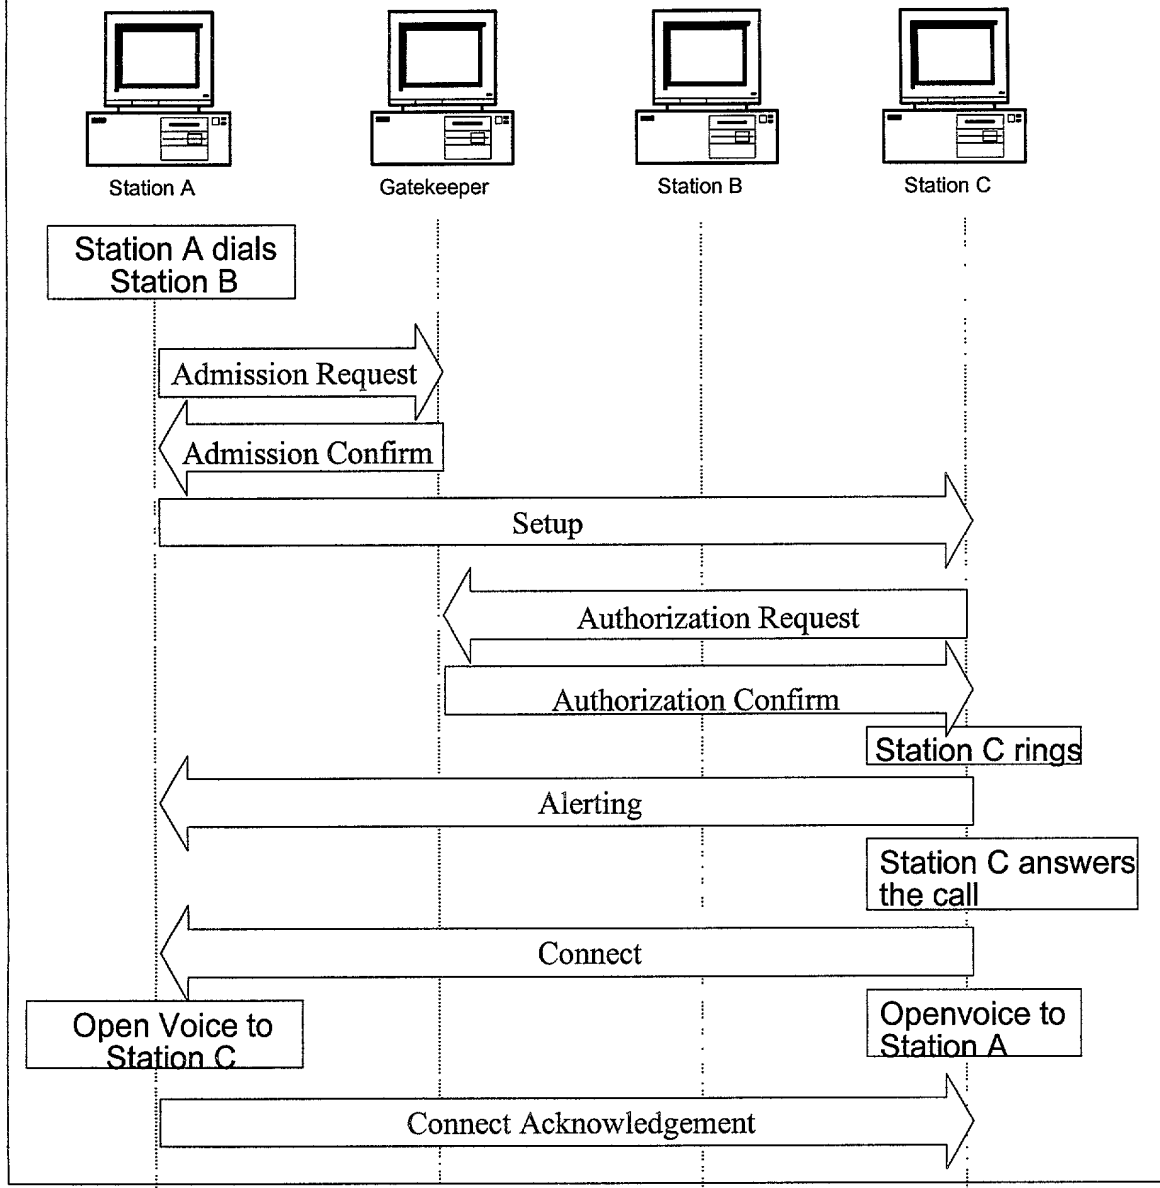 Station A
Gatekeeper
Station B
Station C
Station A dials
Station B
Admission Request
Admission Confirm
Setup
Authorization Request
Authorization Confirm
Station C rings
Alerting
Station C answers
the call
Connect
Open Voice to
Station C
Openvoice to
Station A
Connect Acknowledgement